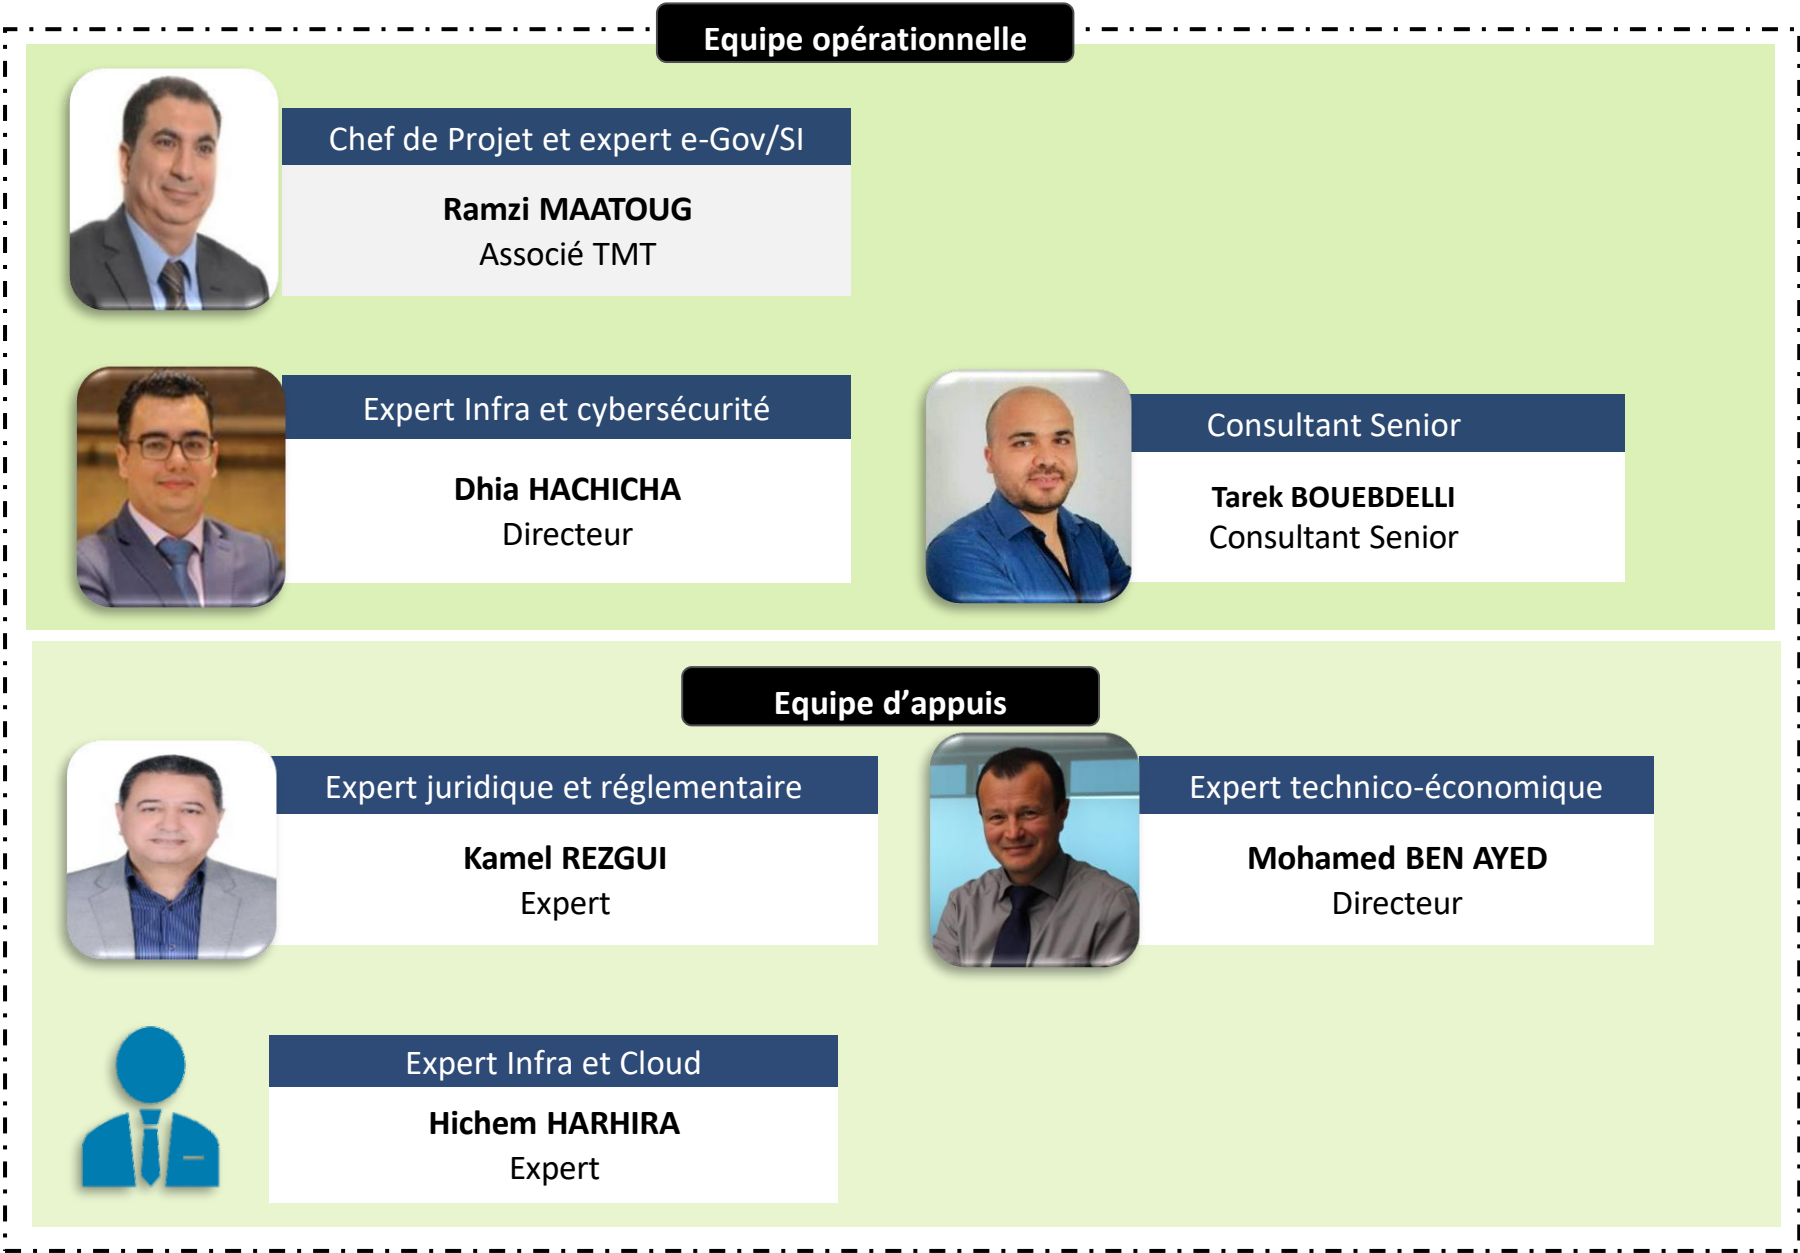 Equipe opérationnelle
Chef de Projet et expert e-Gov/SI
Ramzi MAATOUG
Associé TMT
Expert Infra et cybersécurité
Dhia HACHICHA
Directeur
Consultant Senior
Tarek BOUEBDELLI
Consultant Senior
Equipe d’appuis
Expert juridique et réglementaire
Kamel REZGUI
Expert
Expert technico-économique
Mohamed BEN AYED
Directeur
Expert Infra et Cloud
Hichem HARHIRA
Expert